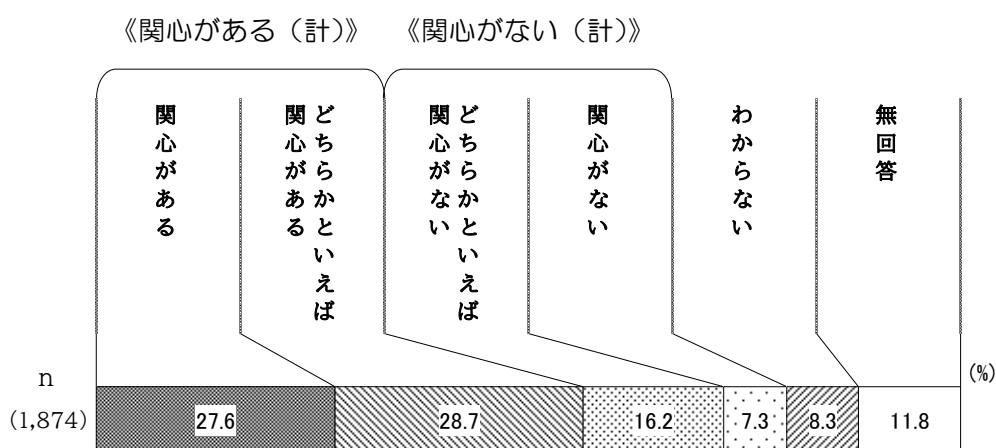 《関心がある（計）》 《関心がない（計）》
関心がある
どちらかといえば
関心がある
どちらかといえば
関心がない
関心がない
わからない
無回答
(%)
n
(1,874)
27.6 28.7 16.2 7.3 8.3 11.8